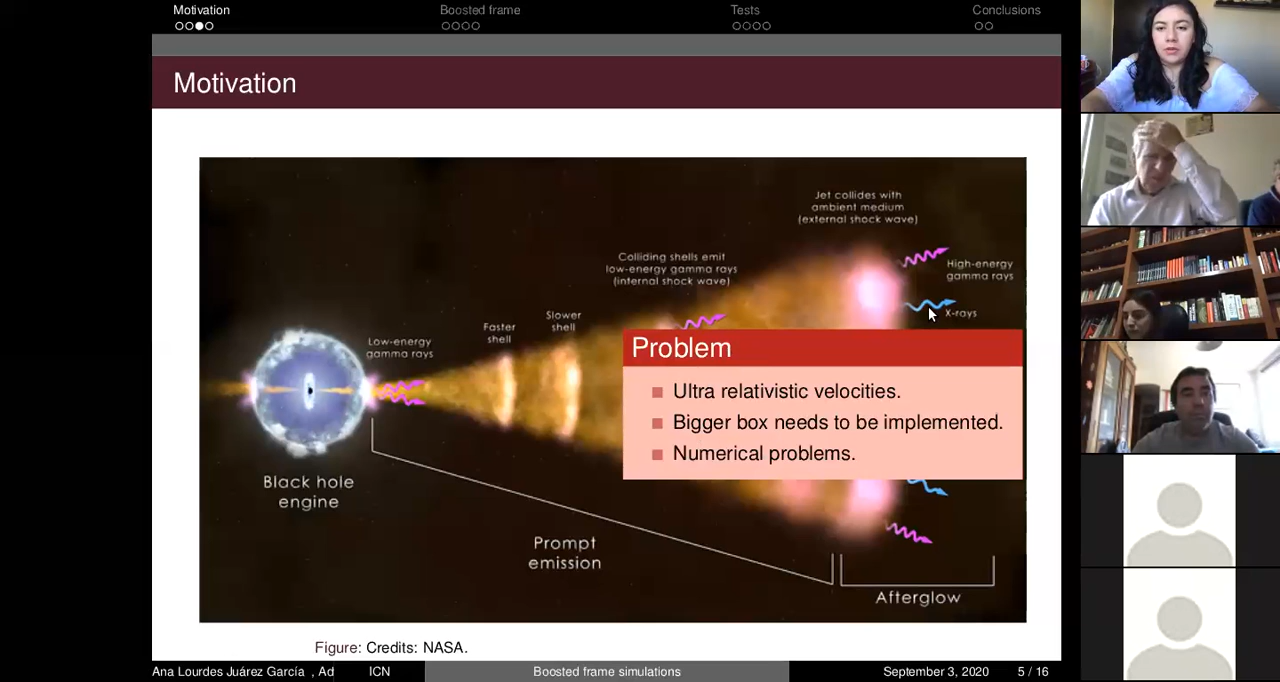 Motivation
Boosted frame
Tests
Conclusions
Motivation
Jet collides with
ambient medium
(external shock wave)
Colliding shells emit
low-energy gamma rays
(internal shock wave)
High-energy
gamma rays
X-rays
Slower
shell
Faster
shell
Low-energy
gamma rays
Problem
Ultra relativistic velocities.
Bigger box needs to be implemented.
Numerical problems.
Black hole
engine
Prompt
emission
Afterglow
Figure: Credits: NASA.
Ana Lourdes Juárez García , Ad ICN Boosted frame simulations September 3, 2020 5 / 16